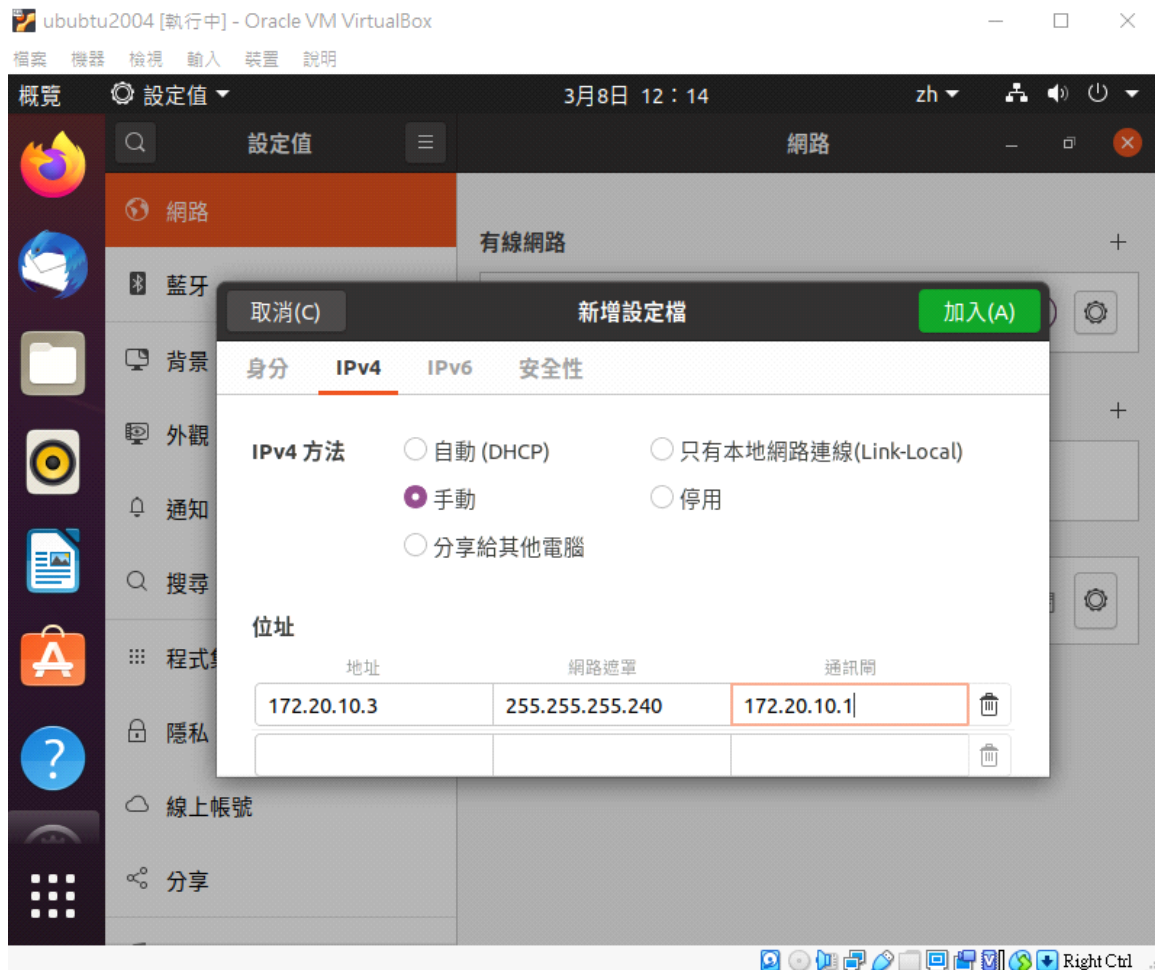 ububtu2004 [執行中] - Oracle VM VirtualBox
檔案 機器 檢視 輸入 裝置 說明
概覽 設定值 3月8日 12：14 zh
設定值 網路
網路
有線網路
藍牙
取消(C) 新增設定檔 加入(A)
背景
身分 IPv4 IPv6 安全性
外觀
IPv4 方法 自動 (DHCP) 只有本地網路連線(Link-Local)
手動 停用
通知
分享給其他電腦
搜尋
位址
程式
地址 網路遮罩 通訊閘
172.20.10.3 255.255.255.240 172.20.10.1
隱私
線上帳號
分享
Right Ctrl